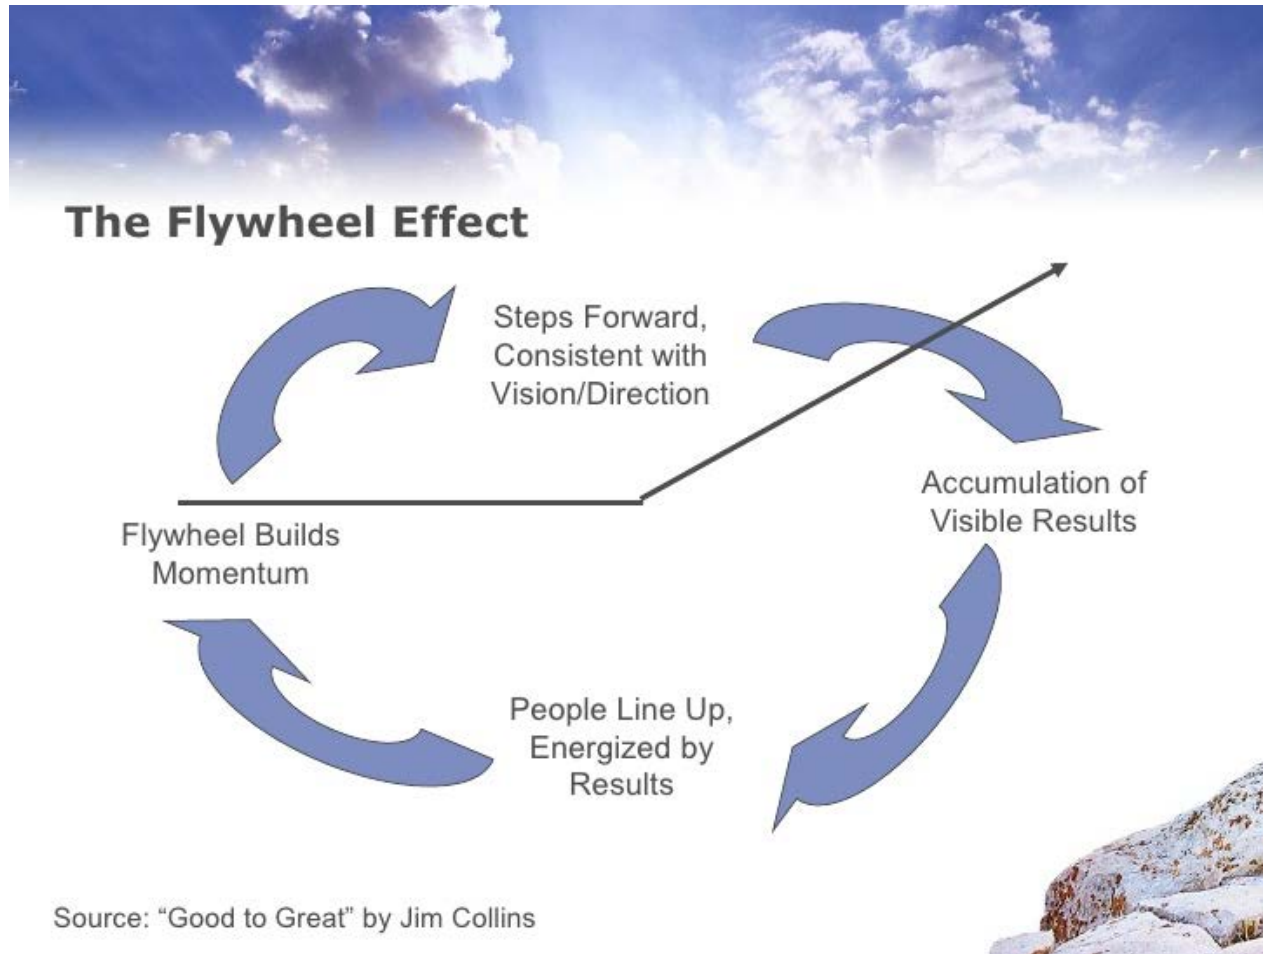 The Flywheel Effect
Steps Forward,
Consistent with
Vision/Direction
Accumulation of
Visible Results
Flywheel Builds
Momentum
People Line Up,
Energized by
Results
Source: “Good to Great” by Jim Collins